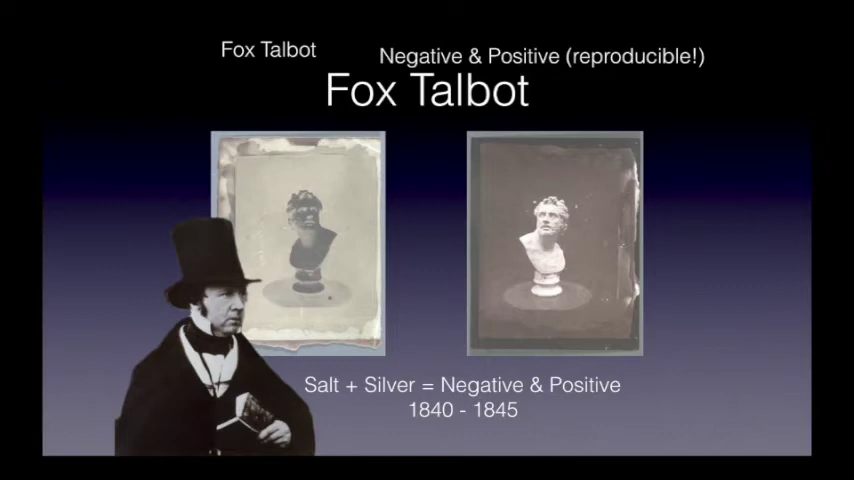 Fox Talbot
Negative & Positive (reproducible!)
Fox Talbot
Salt + Silver = Negative & Positive
1840 - 1845